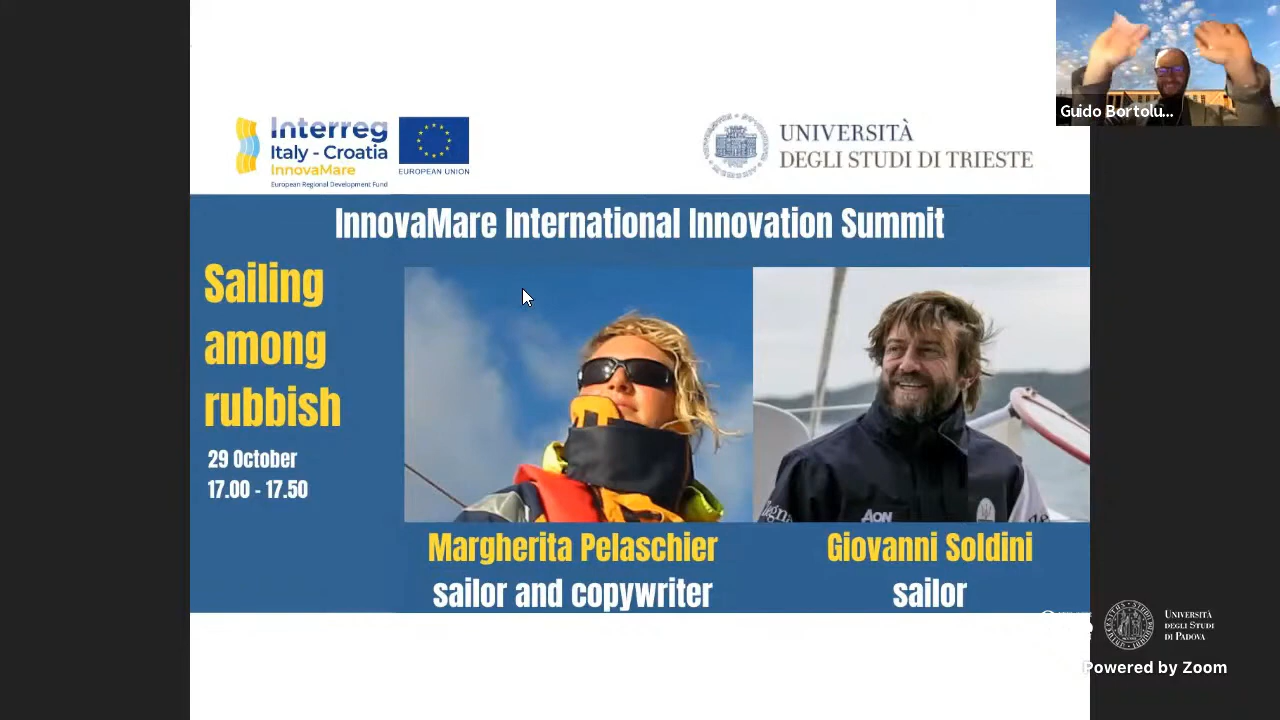 Guido Bortolu...
Interreg
Italy - Croatia
InnovaMare
European Regional Development Fund
EUROPEAN UNION
UNIVERSITÀ
DEGLI STUDI DI TRIESTE
InnovaMare International Innovation Summit
Sailing
among
rubbish
29 October
17.00 - 17.50
AON
Margherita Pelaschier
sailor and copywriter
Giovanni Soldini
sailor
UNIVERSITÀ
DEGLI STUDI
DI PADOVA
Powered by Zoom